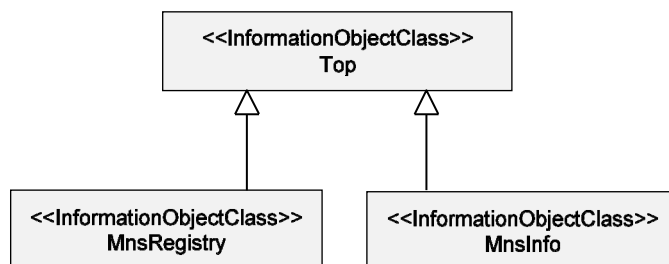 <<InformationObjectClass>>
Top
<<InformationObjectClass>>
MnsRegistry
<<InformationObjectClass>>
MnsInfo